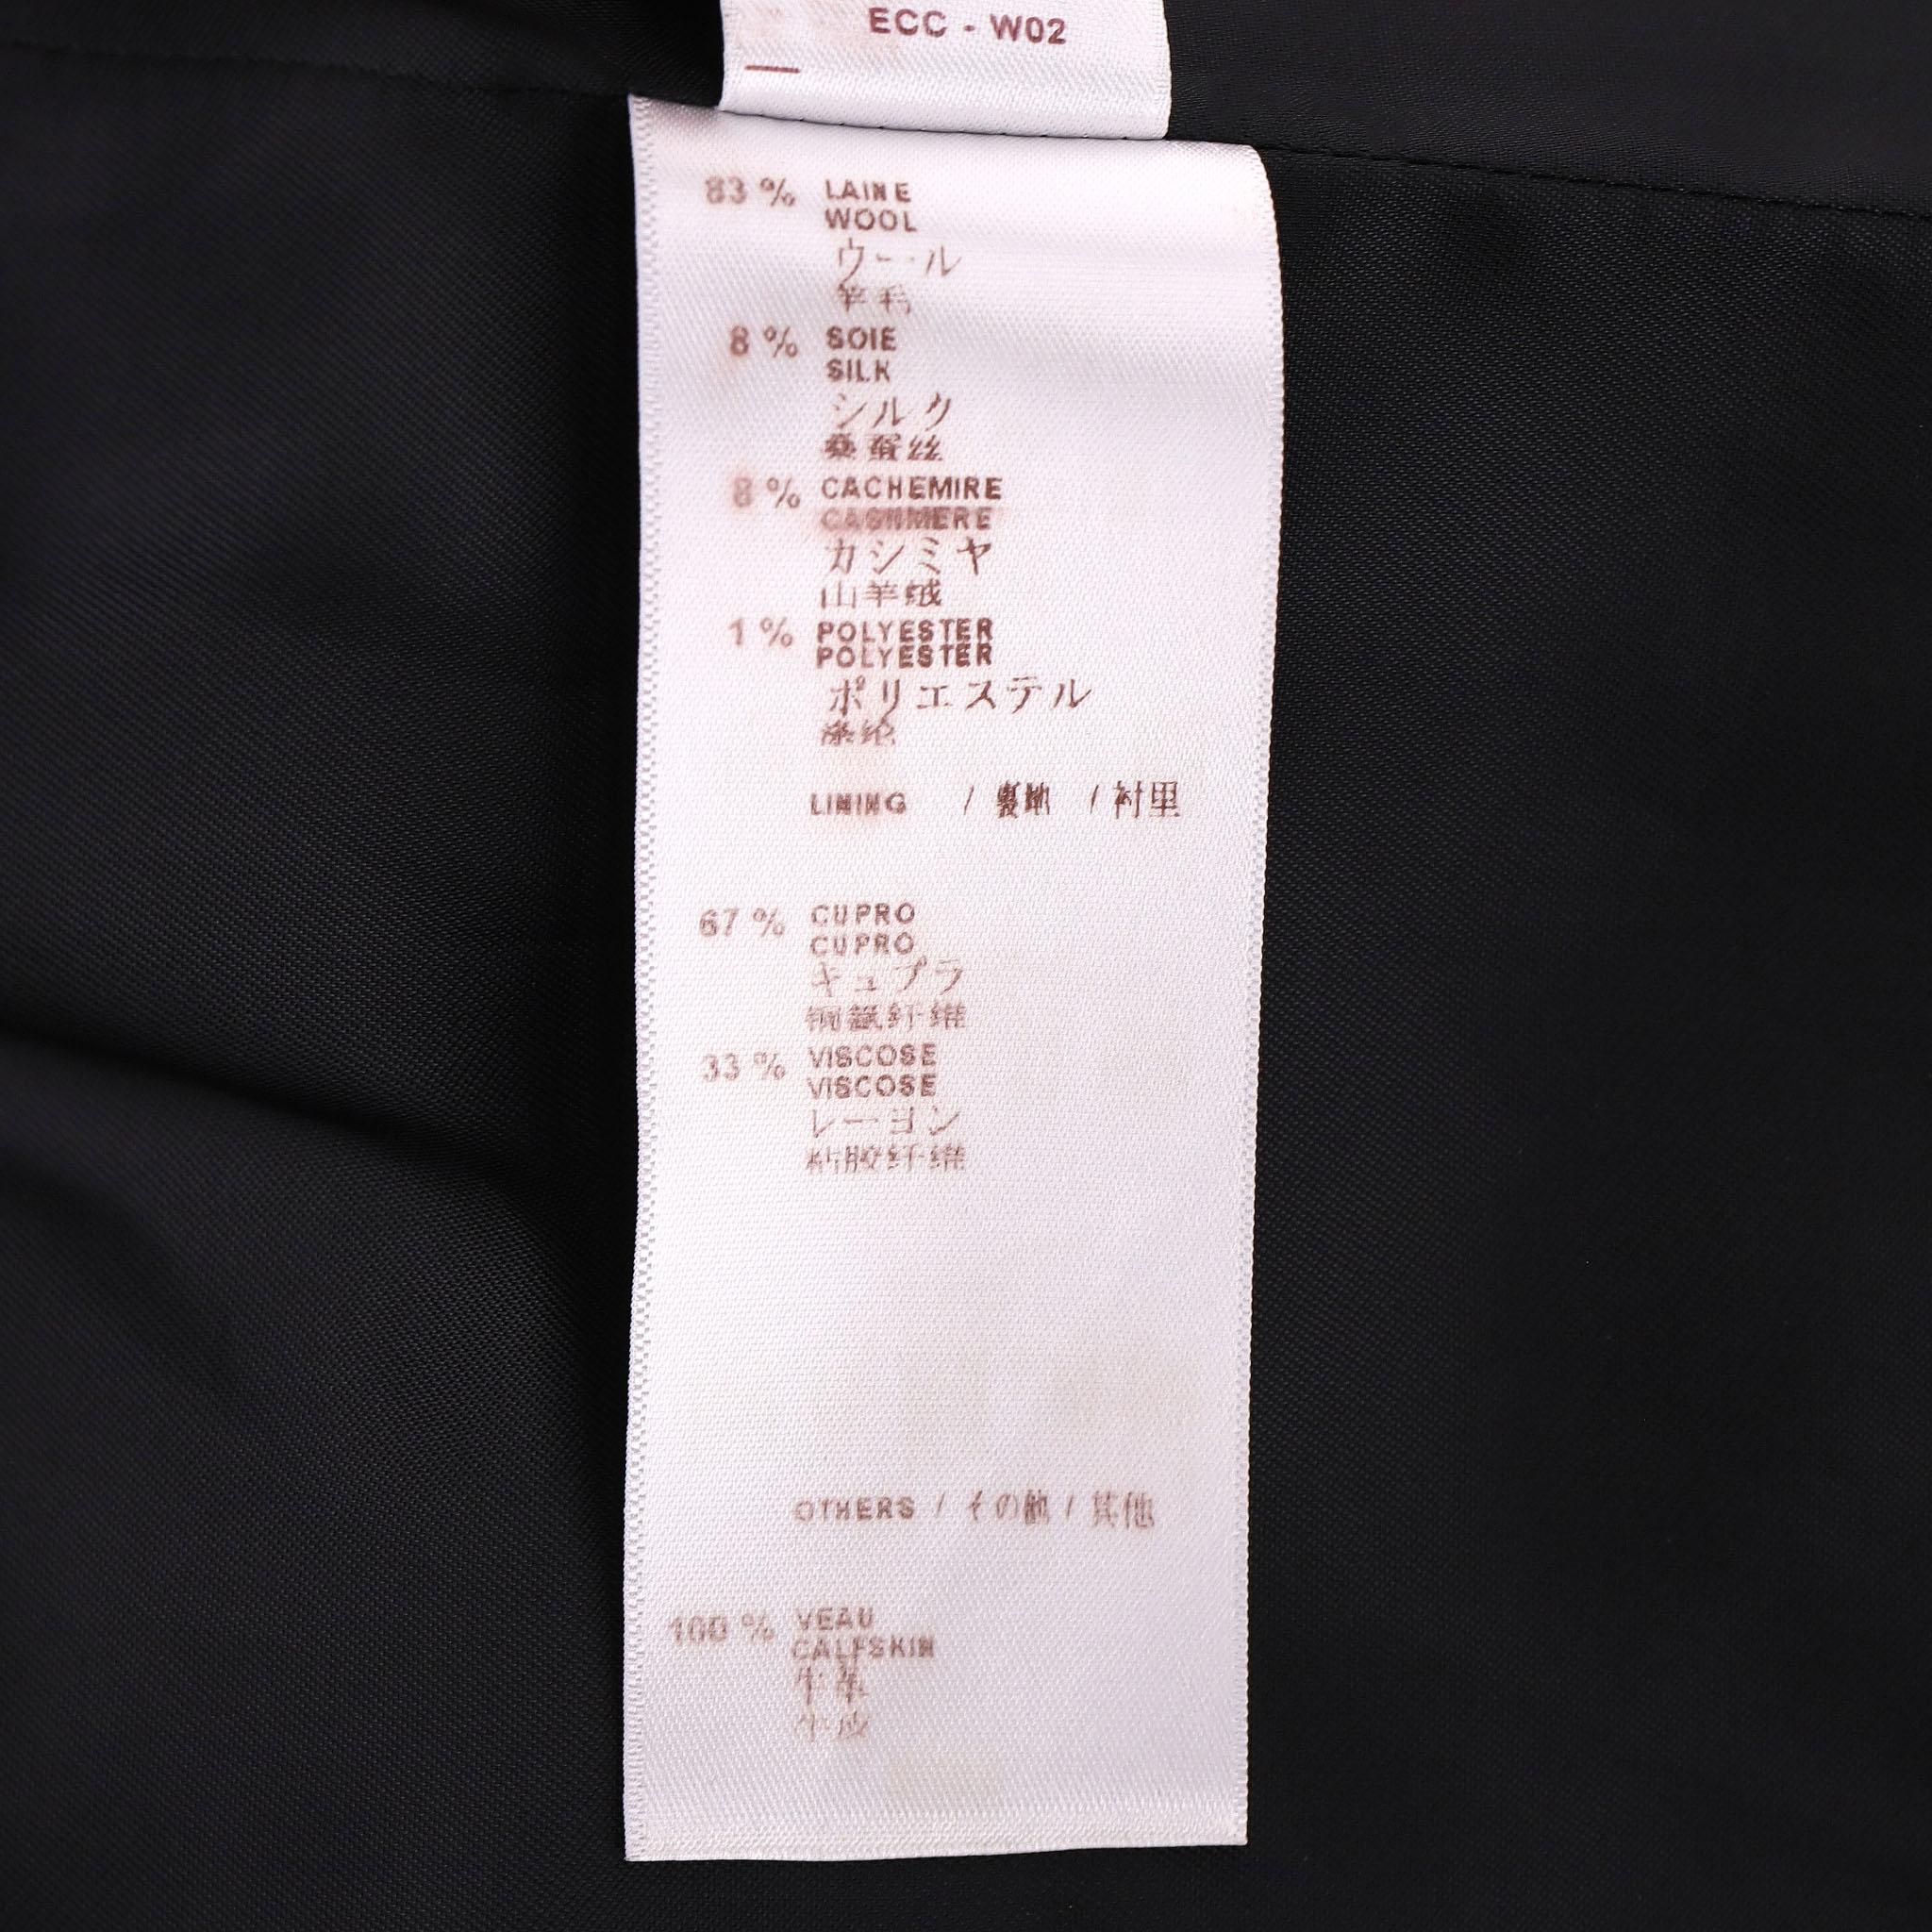 ECC - W02
83 % LAINE
WOOL
ウール
羊毛
8 % SOIE
SILK
シルク
桑蚕丝
8 % CACHEMIRE
CASHMERE
カシミヤ
山羊绒
1 % POLYESTER
POLYESTER
ポリエステル
涤纶
LINING / 裏地 / 衬里
67 % CUPRO
CUPRO
キュプラ
铜氨纤维
33 % VISCOSE
VISCOSE
レーヨン
粘胶纤维
OTHERS / その他 / 其他
100 % VEAU
CALFSKIN
牛革
牛皮